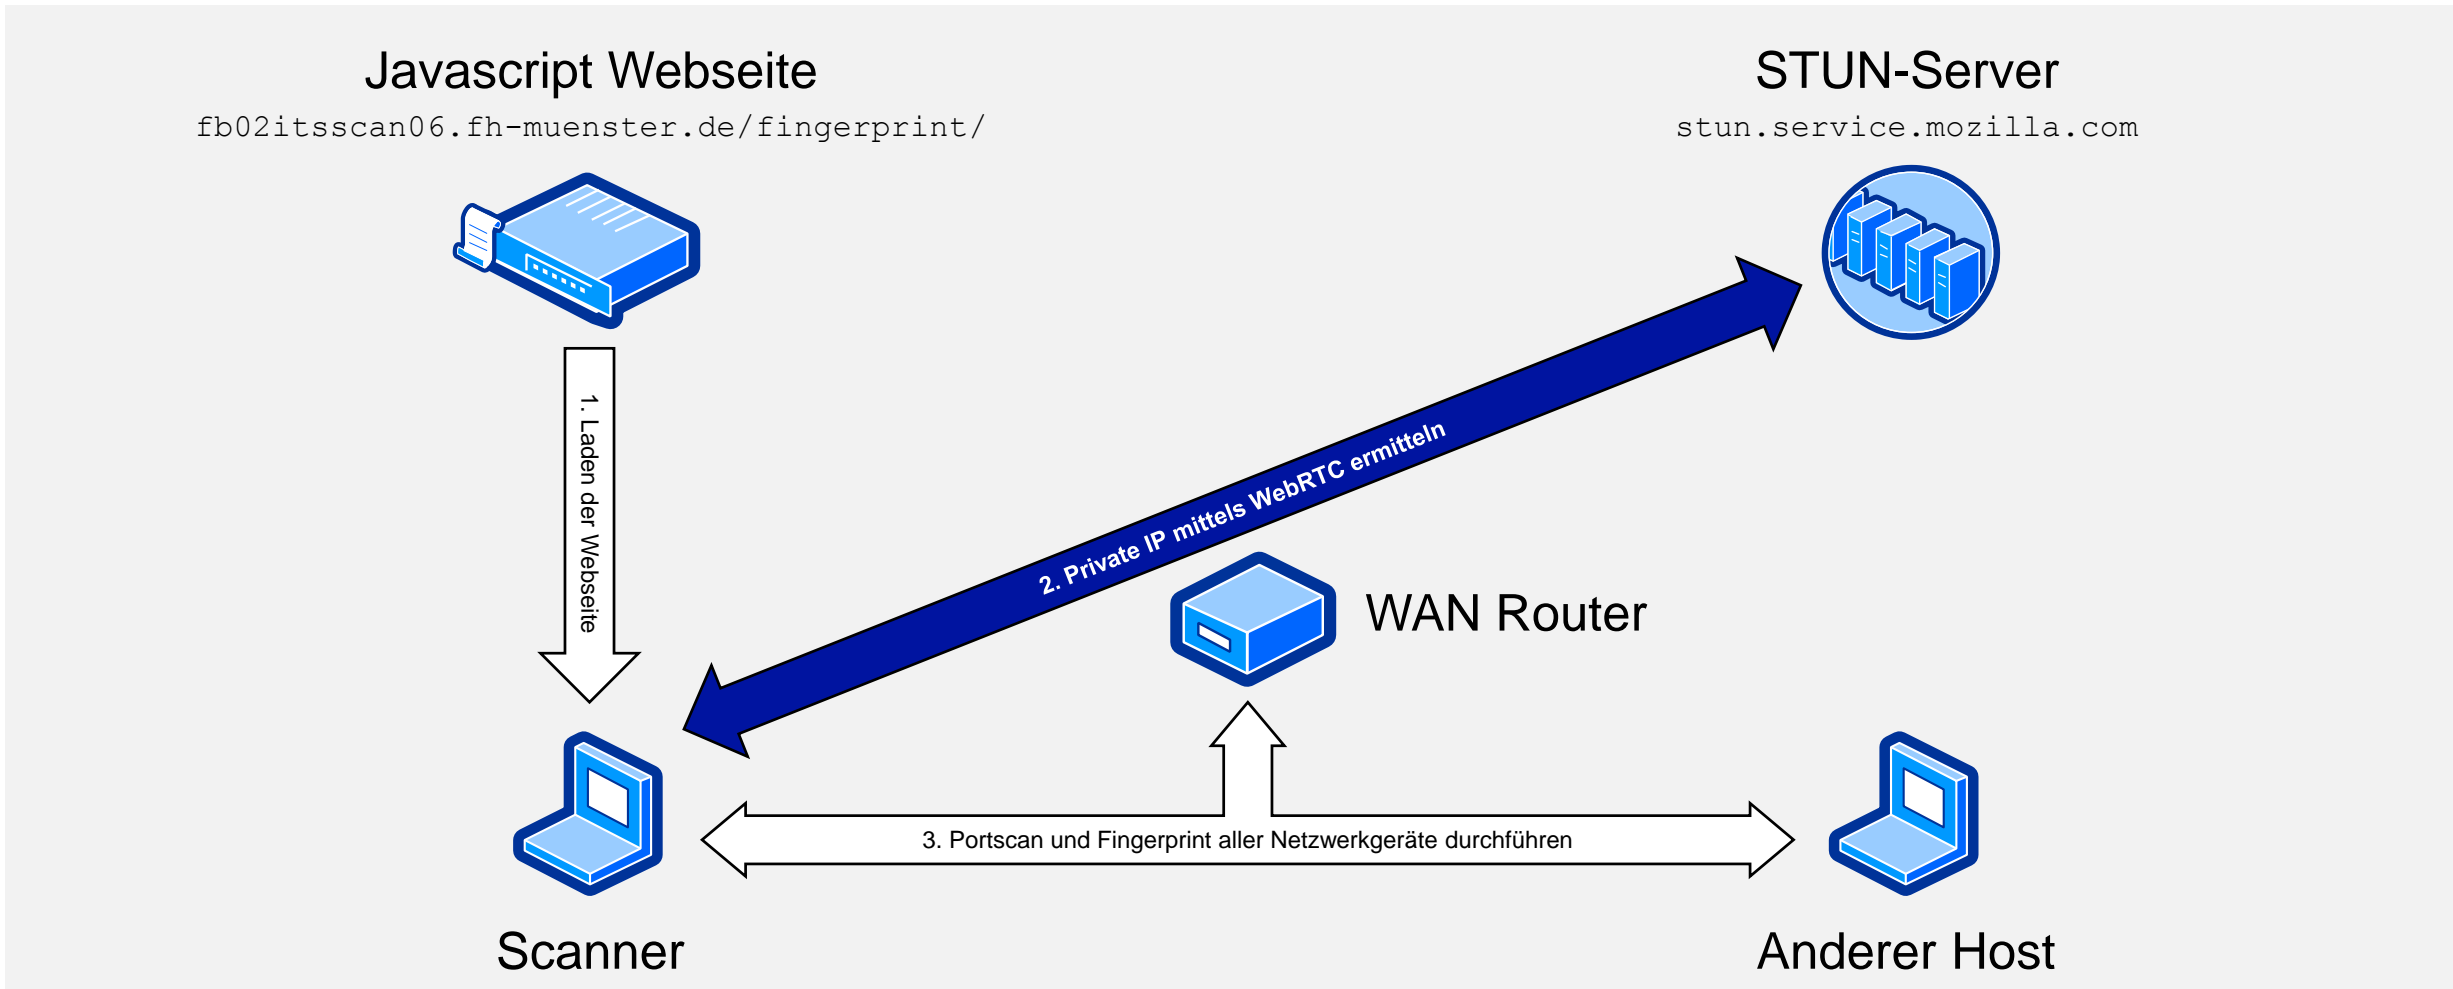 Javascript Webseite
fb02itsscan06.fh-muenster.de/fingerprint/
STUN-Server
stun.service.mozilla.com
1. Laden der Webseite
2. Private IP mittels WebRTC ermitteln
WAN Router
3. Portscan und Fingerprint aller Netzwerkgeräte durchführen
Scanner
Anderer Host